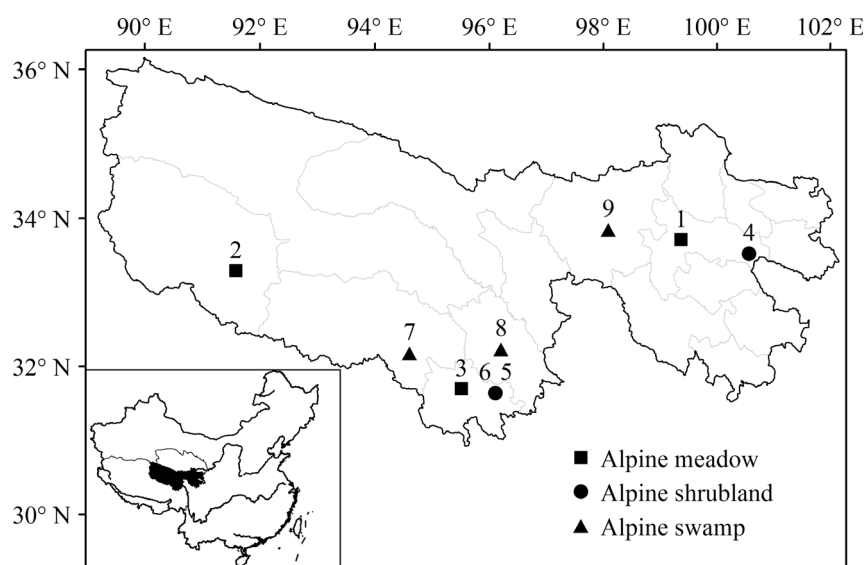 90° E 92° E 94° E 96° E 98° E 100° E 102° E
36° N
34° N
32° N
30° N
9
1
4
2
7
8
3
6 5
Alpine meadow
Alpine shrubland
Alpine swamp